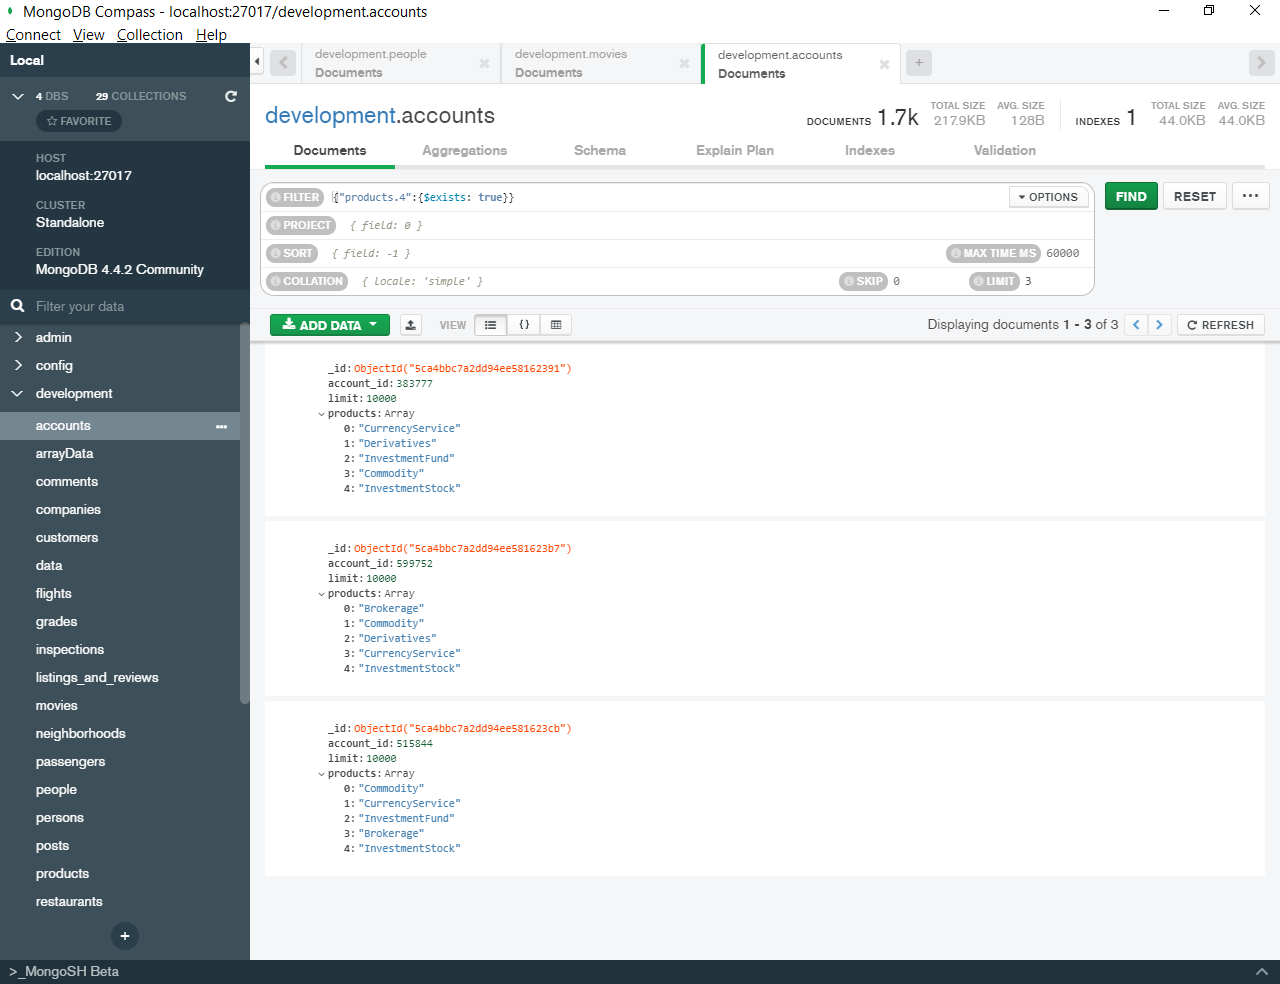 MongoDB Compass - localhost:27017/development.accounts
Connect View Collection Help
Local
4 DBS 29 COLLECTIONS
FAVORITE
HOST
localhost:27017
CLUSTER
Standalone
EDITION
MongoDB 4.4.2 Community
Filter your data
admin
config
development
accounts
arrayData
comments
companies
customers
data
flights
grades
inspections
listings_and_reviews
movies
neighborhoods
passengers
people
persons
posts
products
restaurants
>_MongoSH Beta
development.people
Documents
development.movies
Documents
development.accounts
Documents
development.accounts
DOCUMENTS 1.7k TOTAL SIZE 217.9KB AVG. SIZE 128B INDEXES 1 TOTAL SIZE 44.0KB AVG. SIZE 44.0KB
Documents Aggregations Schema Explain Plan Indexes Validation
FILTER {"products.4":{$exists: true}} OPTIONS FIND RESET ...
PROJECT { field: 0 }
SORT { field: -1 } MAX TIME MS 60000
COLLATION { locale: 'simple' } SKIP 0 LIMIT 3
ADD DATA VIEW {} Displaying documents 1 - 3 of 3 < > REFRESH
_id: ObjectId("5ca4bbc7a2dd94ee58162391")
account_id: 383777
limit: 10000
products: Array
0: "CurrencyService"
1: "Derivatives"
2: "InvestmentFund"
3: "Commodity"
4: "InvestmentStock"
_id: ObjectId("5ca4bbc7a2dd94ee581623b7")
account_id: 599752
limit: 10000
products: Array
0: "Brokerage"
1: "Commodity"
2: "Derivatives"
3: "CurrencyService"
4: "InvestmentStock"
_id: ObjectId("5ca4bbc7a2dd94ee581623cb")
account_id: 515844
limit: 10000
products: Array
0: "Commodity"
1: "CurrencyService"
2: "InvestmentFund"
3: "Brokerage"
4: "InvestmentStock"